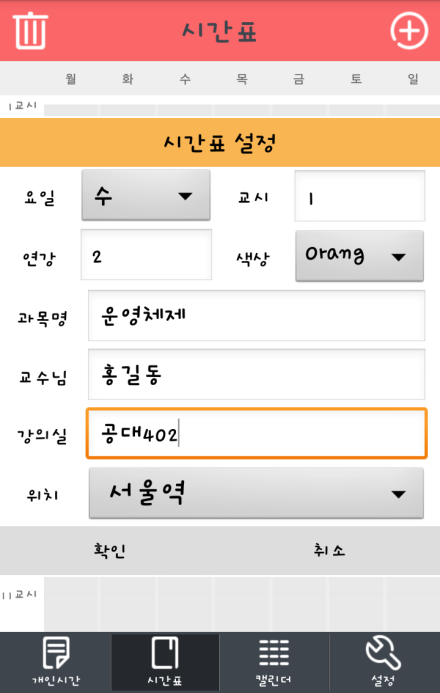 시간표
월 화 수 목 금 토 일
1교시
시간표 설정
요일 수 교시 1
연강 2 색상 Orang
과목명 운영체제
교수님 홍길동
강의실 공대402
위치 서울역
확인 취소
11교시
개인시간 시간표 캘린더 설정